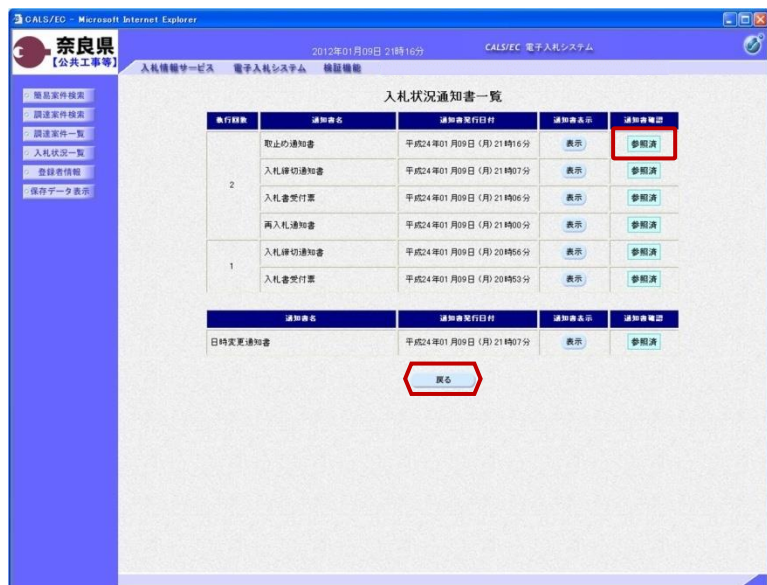 CALS/EC - Microsoft Internet Explorer
奈良県
【公共工事等】
2012年01月09日 21時16分
CALS/EC 電子入札システム
入札情報サービス 電子入札システム 検証機能
簡易案件検索
調達案件検索
調達案件一覧
入札状況一覧
登録者情報
保存データ表示
入札状況通知書一覧
執行回数 通知書名 通知書発行日付 通知書表示 通知書確認
2
取止め通知書 平成24年01月09日 (月) 21時16分 表示 参照済
入札締切通知書 平成24年01月09日 (月) 21時07分 表示 参照済
入札書受付票 平成24年01月09日 (月) 21時06分 表示 参照済
再入札通知書 平成24年01月09日 (月) 21時00分 表示 参照済
1
入札締切通知書 平成24年01月09日 (月) 20時56分 表示 参照済
入札書受付票 平成24年01月09日 (月) 20時53分 表示 参照済
通知書名 通知書発行日付 通知書表示 通知書確認
日時変更通知書 平成24年01月09日 (月) 21時07分 表示 参照済
戻る